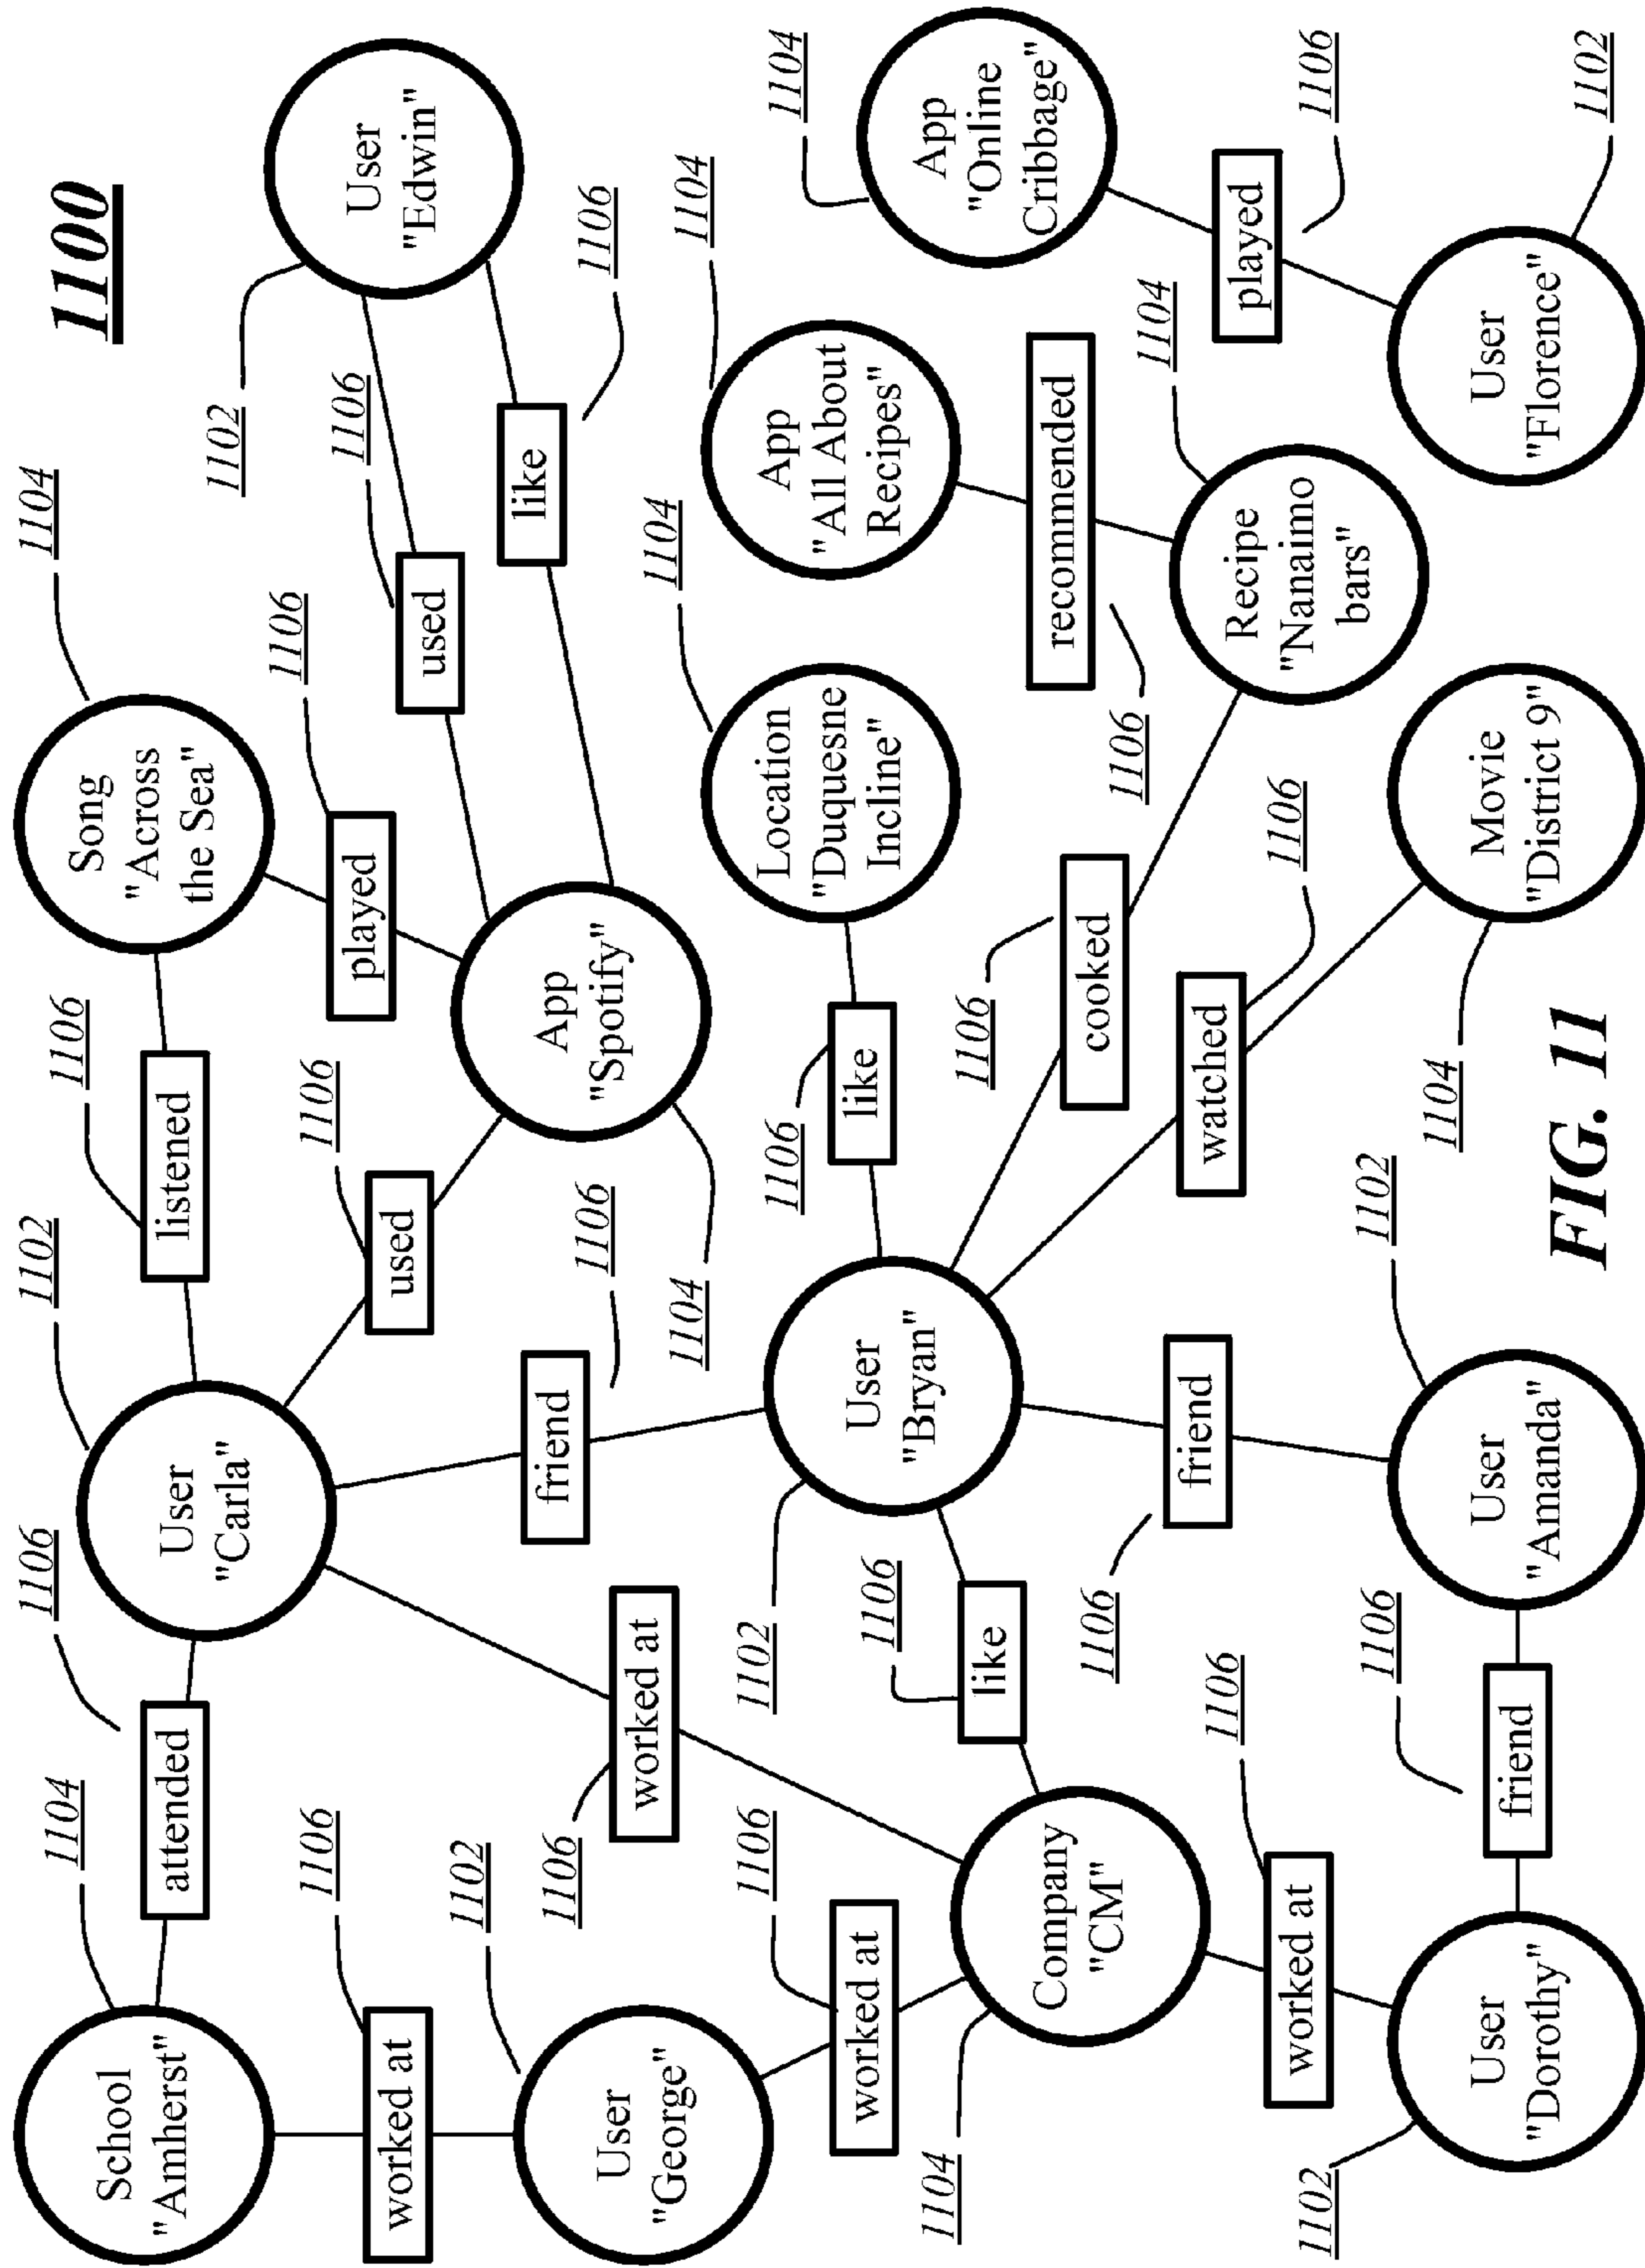 1100
School
"Amherst"
1104
attended
1106
User
"Carla"
1102
listened
1106
Song
"Across
the Sea"
1104
worked at
1106
used
1106
played
1106
used
1106
User
"Edwin"
1102
like
1106
User
"George"
1102
worked at
1106
friend
1106
App
"Spotify"
1104
worked at
1106
Company
"CM"
1104
like
1106
User
"Bryan"
1102
like
1106
Location
"Duquesne
Incline"
1104
App
"All About
Recipes"
1104
App
"Online
Cribbage"
1104
cooked
1106
recommended
1106
played
1106
worked at
1106
friend
1106
watched
1106
Recipe
"Nanaimo
bars"
1104
User
"Dorothy"
1102
friend
1106
User
"Amanda"
1102
Movie
"District 9"
1104
User
"Florence"
1102
FIG. 11